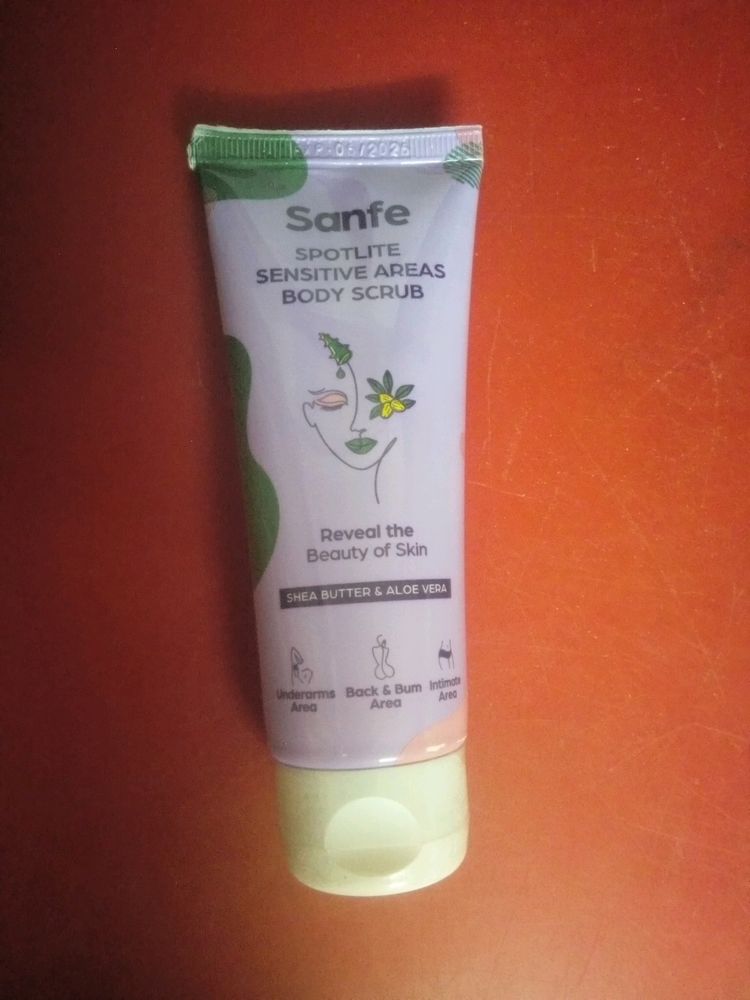 Sanfe
SPOTLITE
SENSITIVE AREAS
BODY SCRUB
Reveal the
Beauty of Skin
SHEA BUTTER & ALOE VERA
Underarms
Area
Back & Bum
Area
Intimate
Area